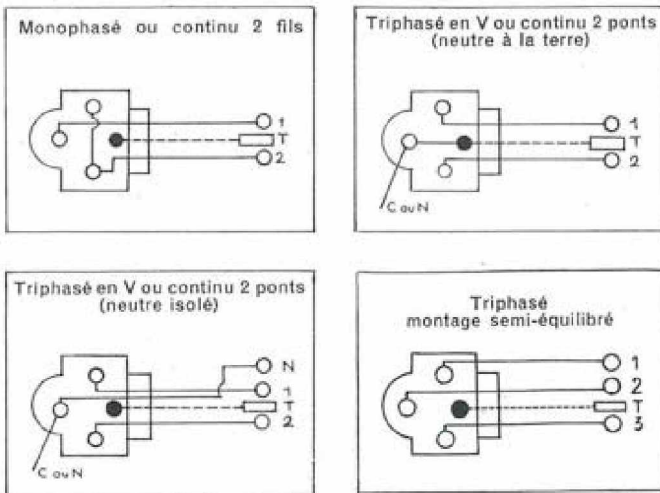 Monophasé ou continu 2 fils
1
T
2
Triphasé en V ou continu 2 ponts
(neutre à la terre)
1
T
2
C ou N
Triphasé en V ou continu 2 ponts
(neutre isolé)
N
1
T
2
C ou N
Triphasé
montage semi-équilibré
1
2
T
3